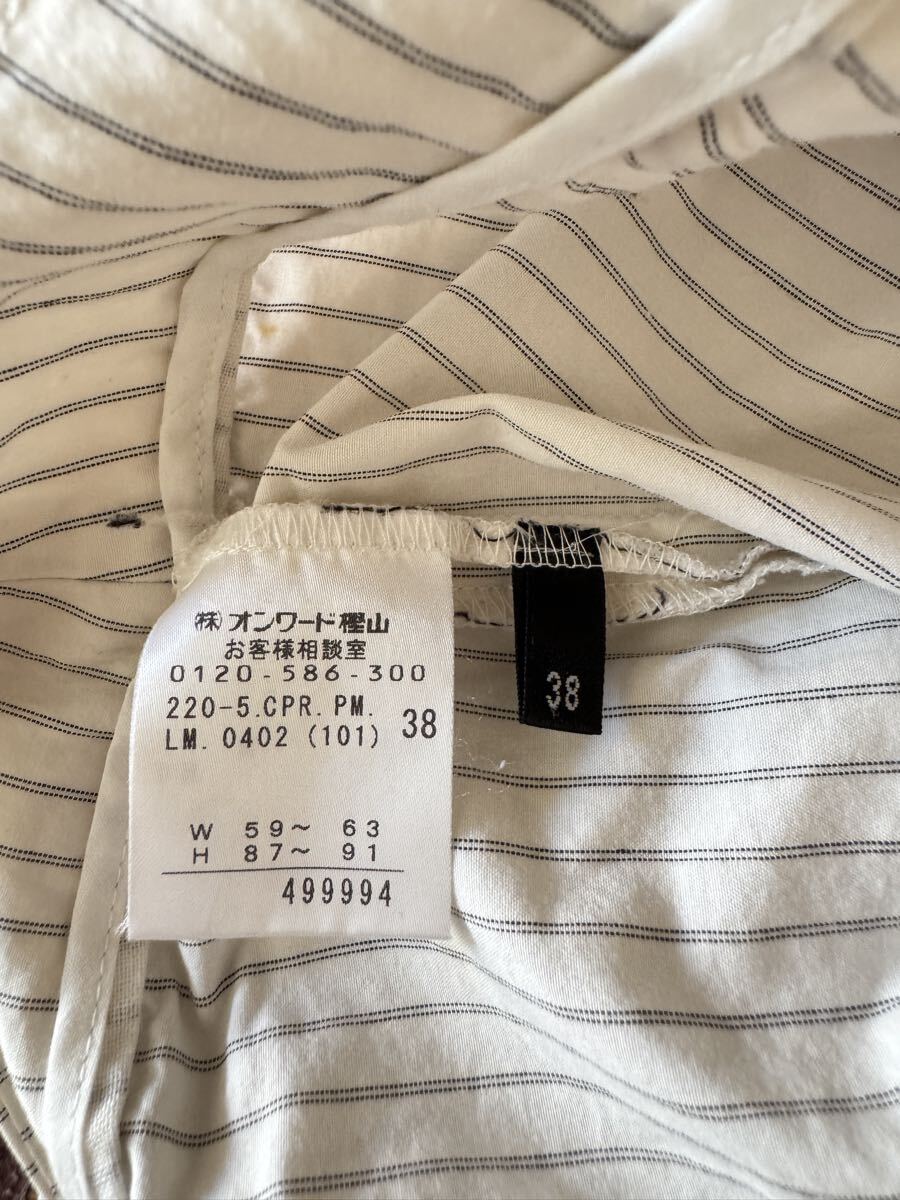 ㈱オンワード樫山
お客様相談室
0120-586-300
220-5.CPR.PM.
LM.0402(101) 38
W 59～ 63
H 87～ 91
499994
38